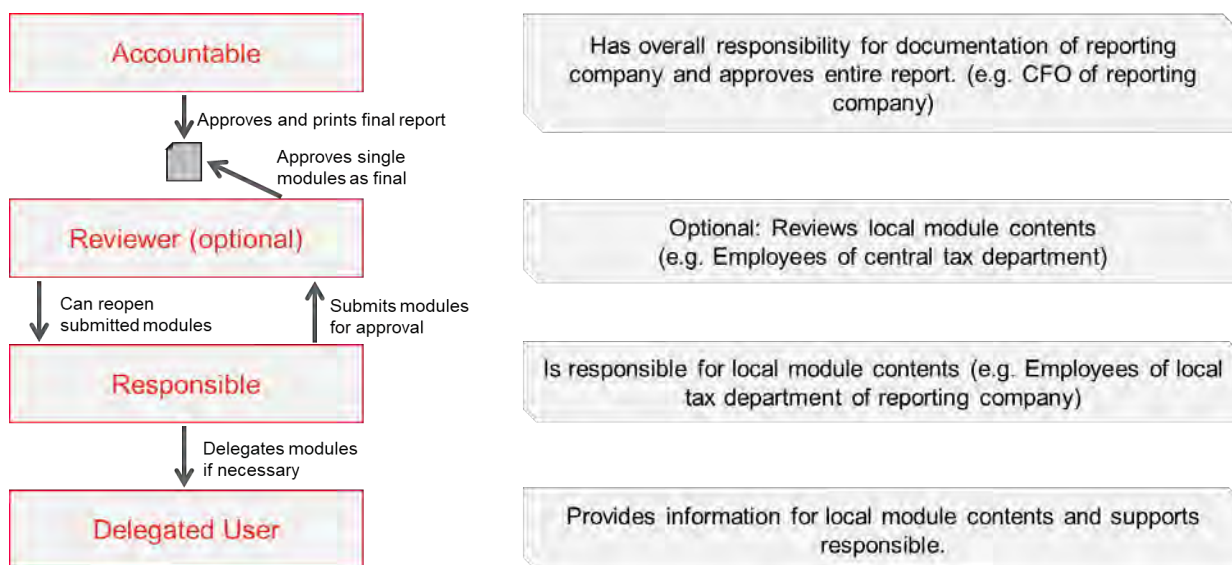 Accountable
Has overall responsibility for documentation of reporting
company and approves entire report. (e.g. CFO of reporting
company)
Approves and prints final report
Approves single
modules as final
Reviewer (optional)
Optional: Reviews local module contents
(e.g. Employees of central tax department)
Can reopen
submitted modules
Submits modules
for approval
Responsible
Is responsible for local module contents (e.g. Employees of local
tax department of reporting company)
Delegates modules
if necessary
Delegated User
Provides information for local module contents and supports
responsible.